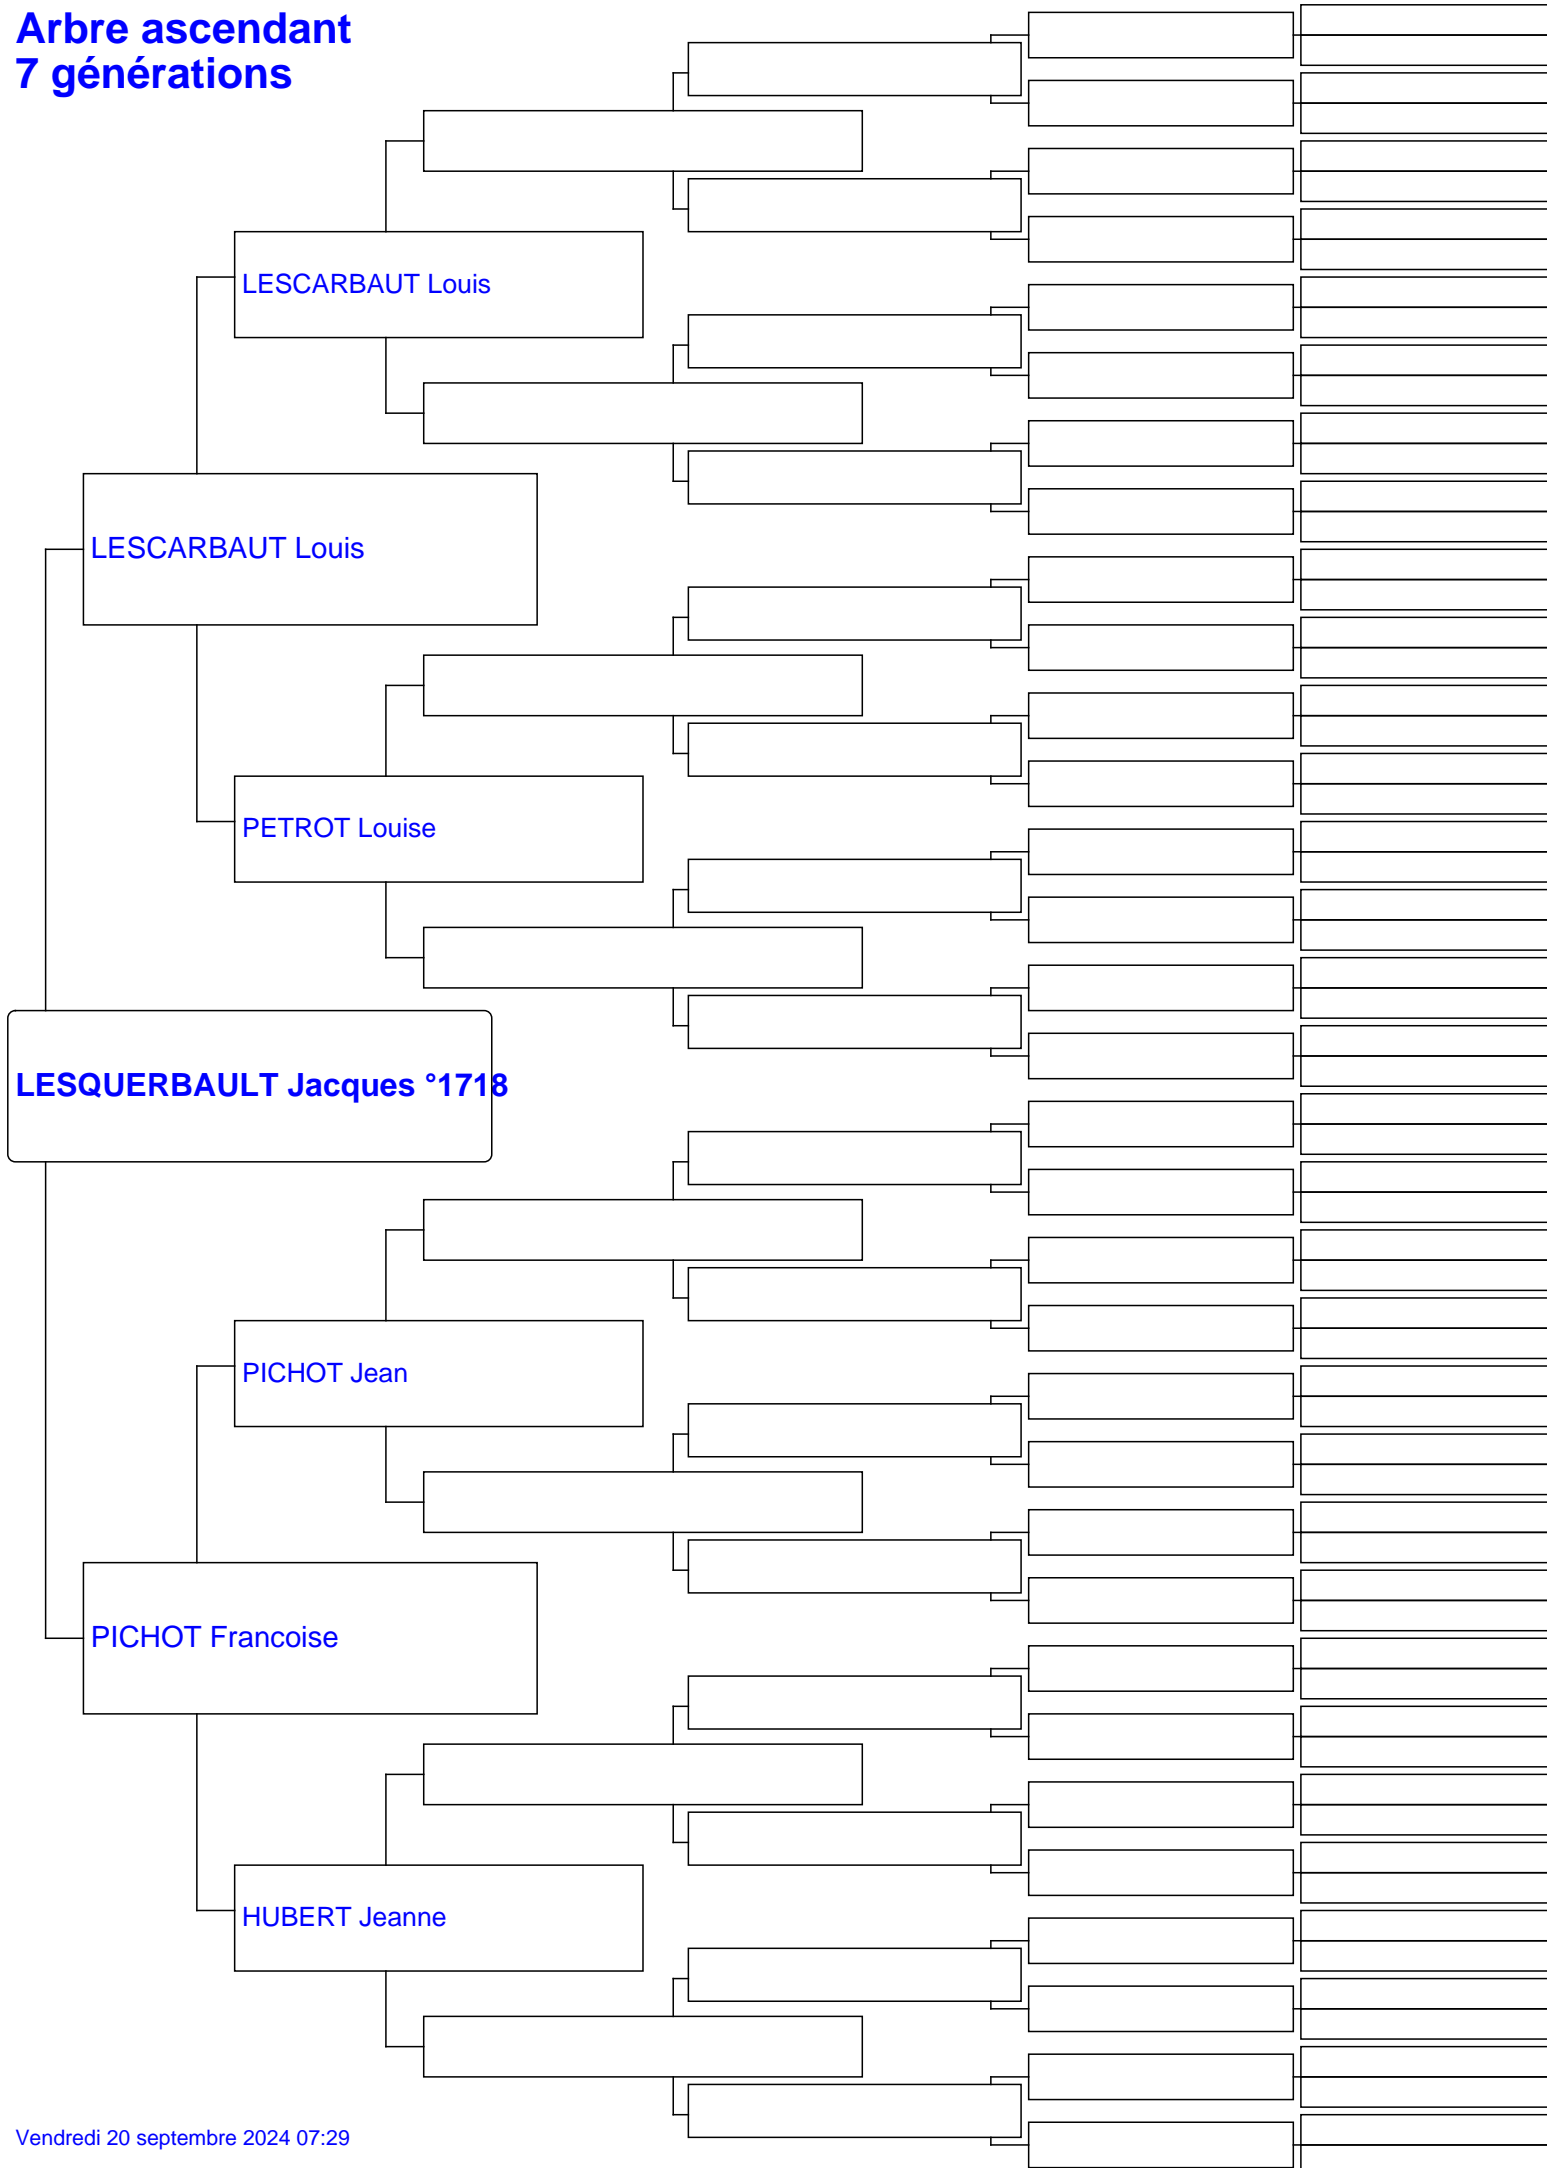 Arbre ascendant
7 générations
LESCARBAUT Louis
LESCARBAUT Louis
PETROT Louise
LESQUERBAULT Jacques °1718
PICHOT Jean
PICHOT Francoise
HUBERT Jeanne
Vendredi 20 septembre 2024 07:29